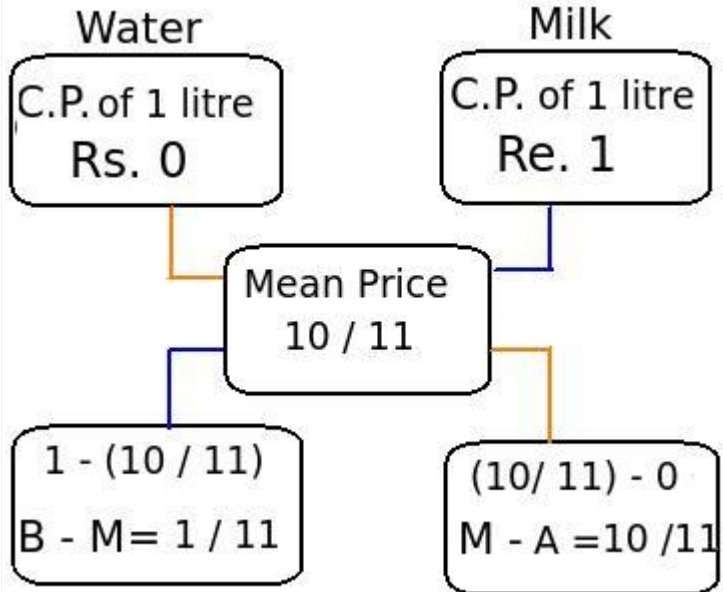 Water
Milk
C.P. of 1 litre
Rs. 0
C.P. of 1 litre
Re. 1
Mean Price
10 / 11
1 - (10 / 11)
B - M= 1 / 11
(10/ 11) - 0
M - A =10 /11